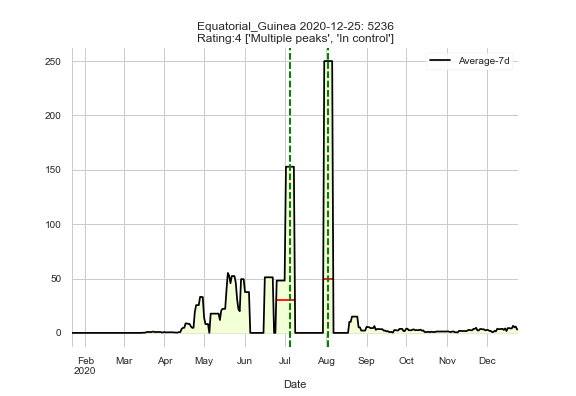 Equatorial_Guinea 2020-12-25: 5236
Rating:4 ['Multiple peaks', 'In control']
Average-7d
250
200
150
100
50
0
Feb Mar Apr May Jun Jul Aug Sep Oct Nov Dec
2020
Date